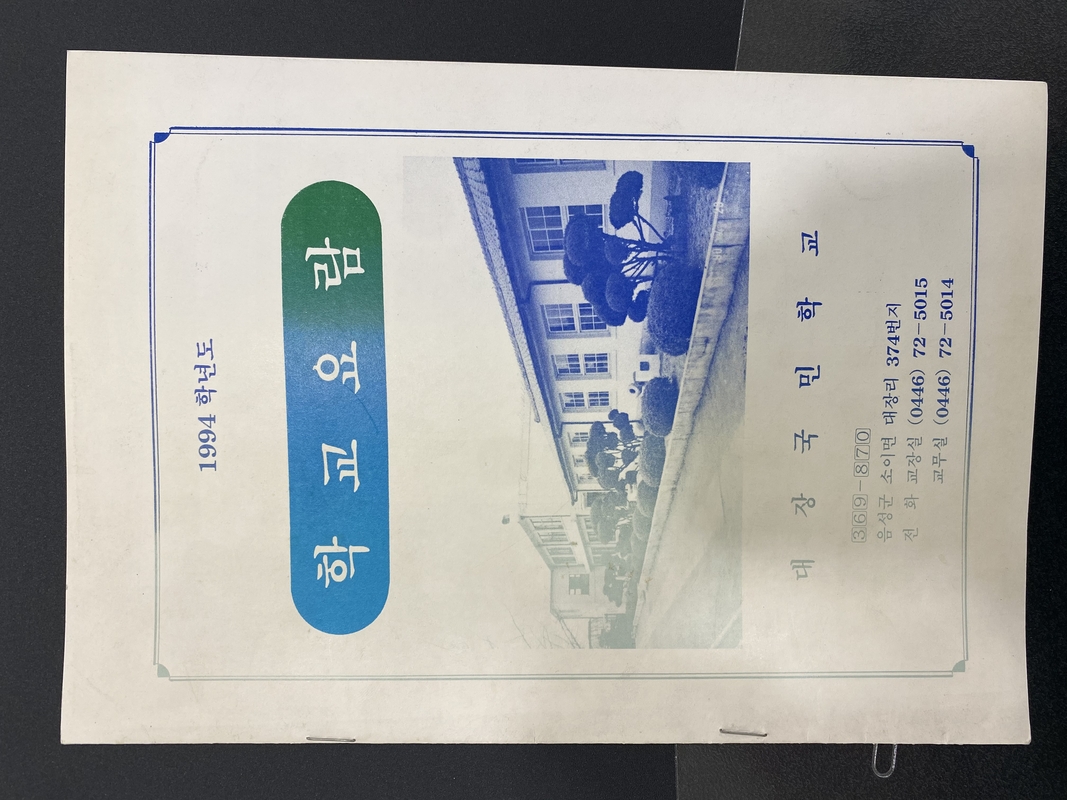 1994 학년도
학교요람
대장국민학교
369-870
음성군 소이면 대장리 374번지
전 화 교장실 (0446) 72-5015
교무실 (0446) 72-5014